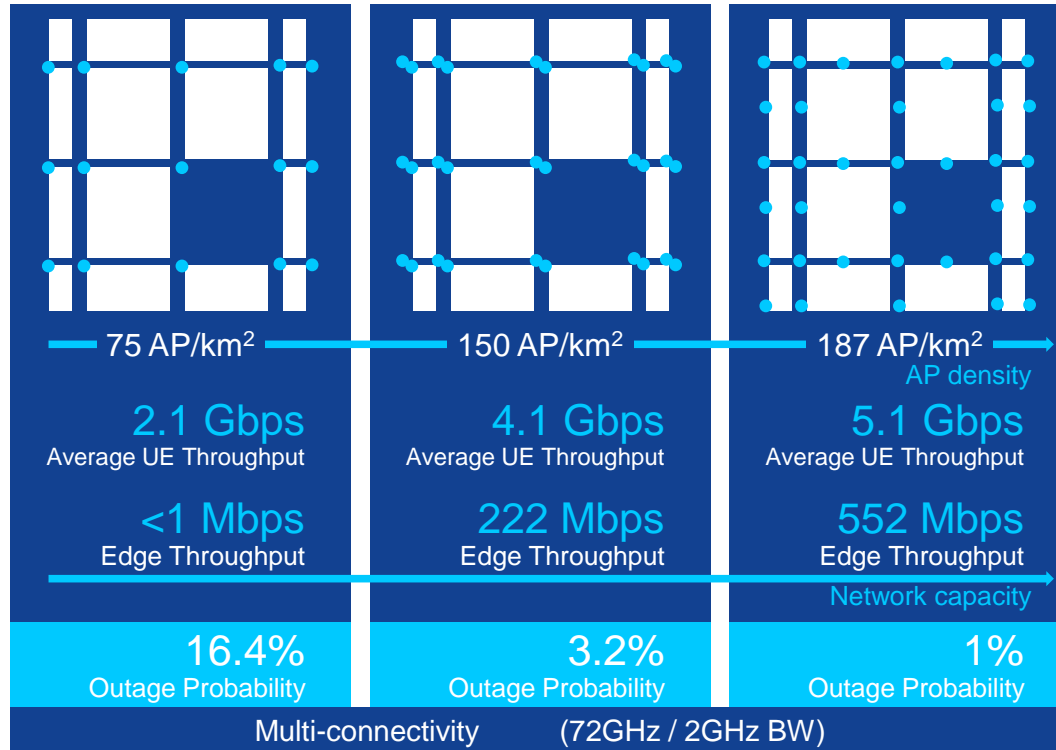 75 AP/km² 150 AP/km² 187 AP/km²
AP density
2.1 Gbps 4.1 Gbps 5.1 Gbps
Average UE Throughput Average UE Throughput Average UE Throughput
<1 Mbps 222 Mbps 552 Mbps
Edge Throughput Edge Throughput Edge Throughput
Network capacity
16.4% 3.2% 1%
Outage Probability Outage Probability Outage Probability
Multi-connectivity (72GHz / 2GHz BW)